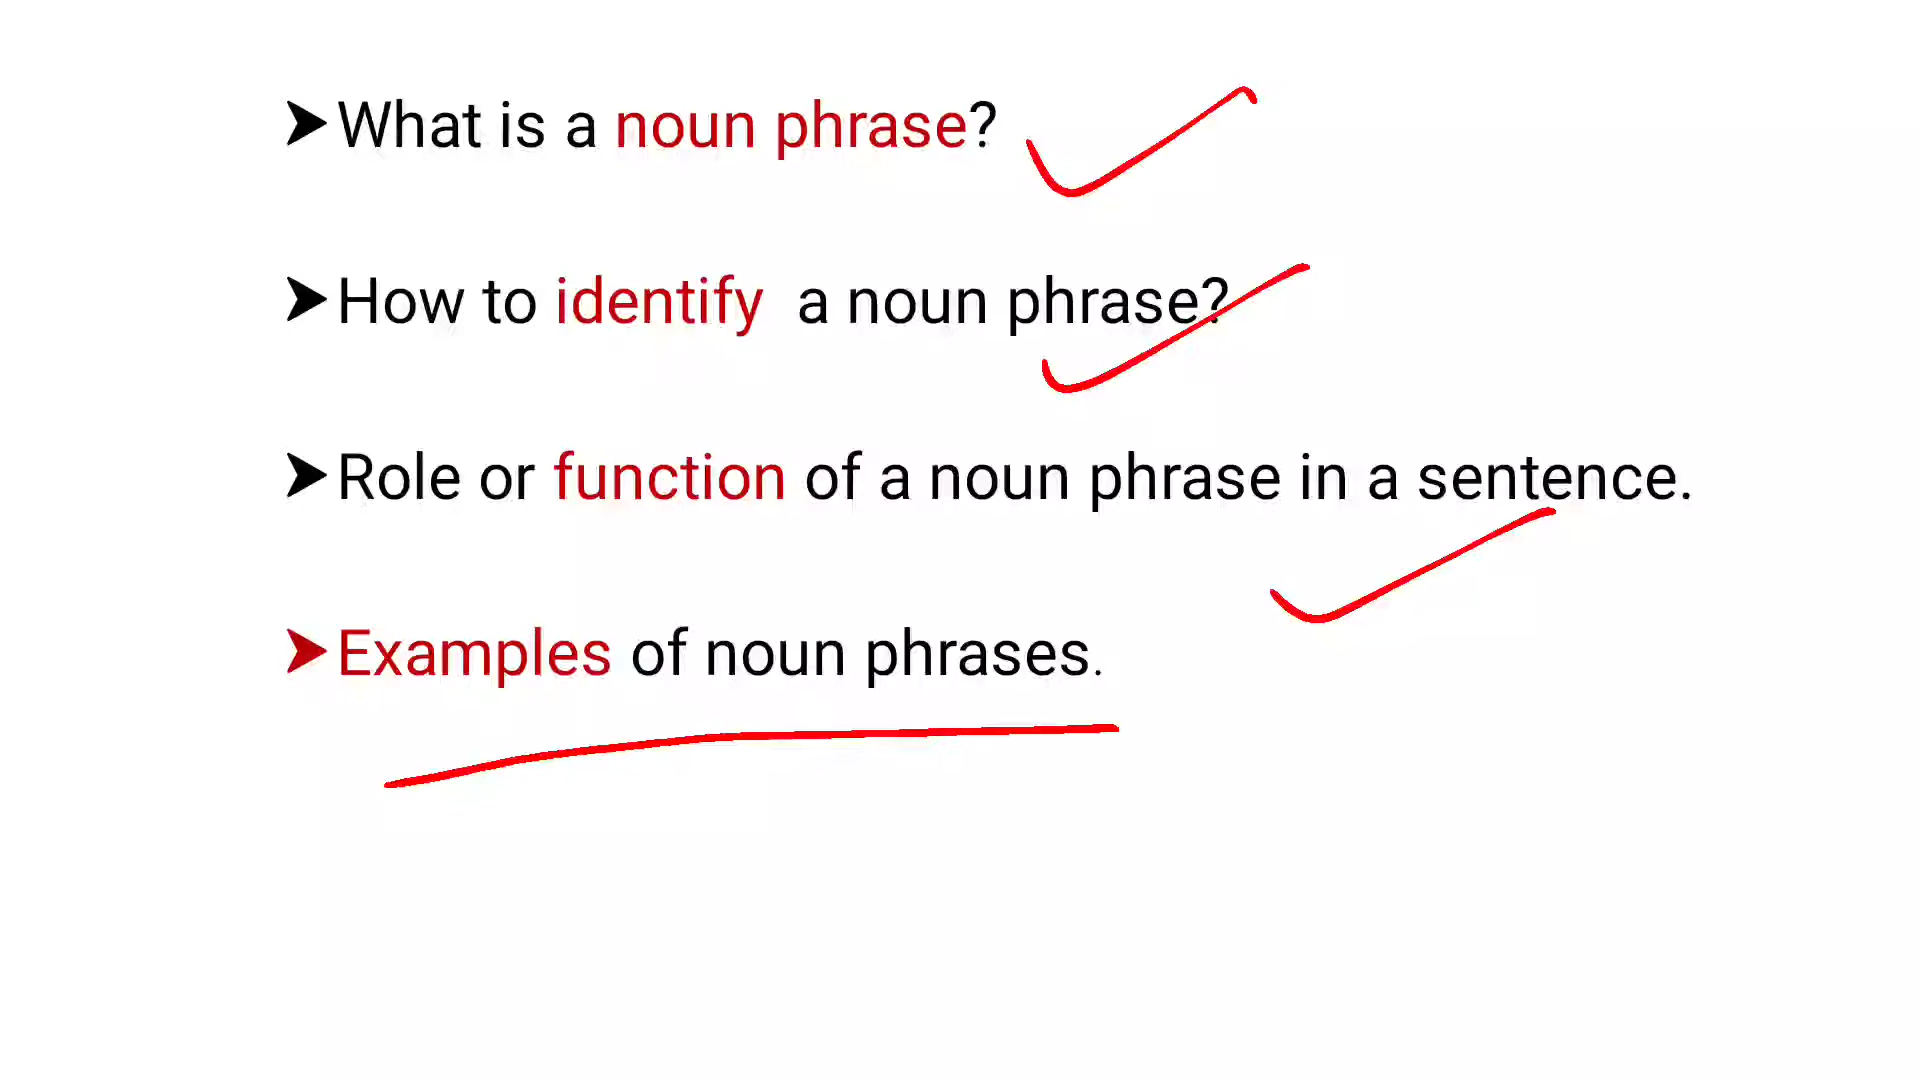 ➤What is a noun phrase?
➤How to identify a noun phrase?
➤Role or function of a noun phrase in a sentence.
➤Examples of noun phrases.